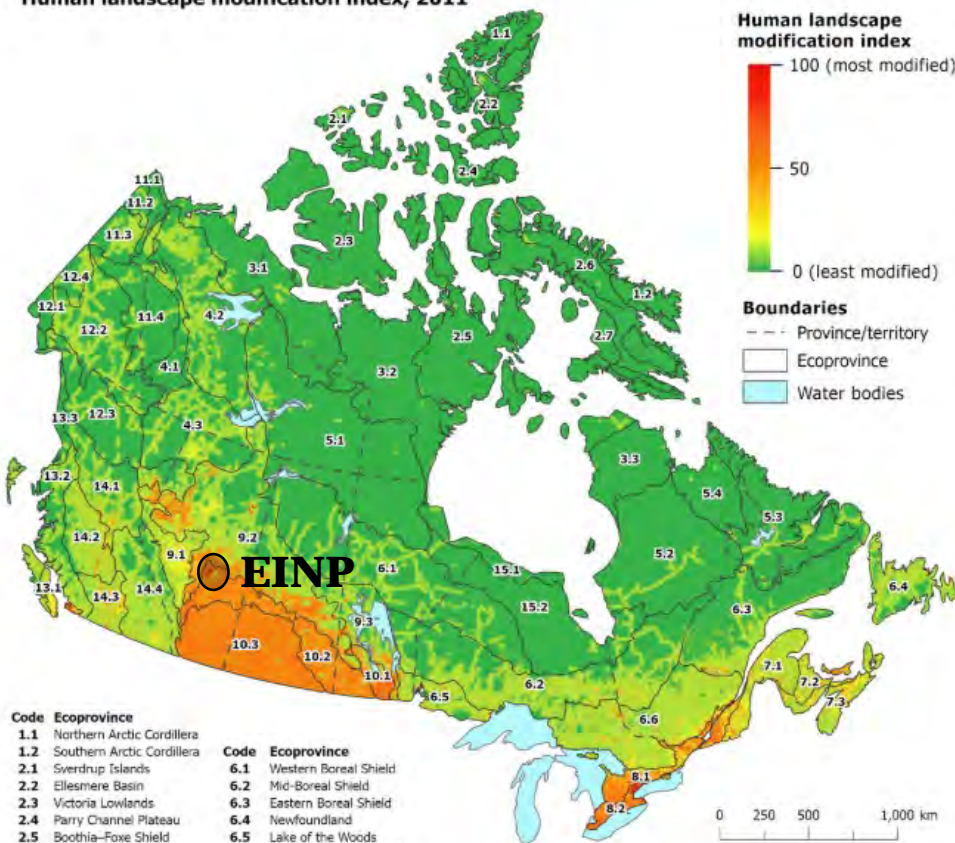 Human landscape modification index, 2011
Human landscape
modification index
100 (most modified)
50
0 (least modified)
Boundaries
Province/territory
Ecoprovince
Water bodies
1.1
2.2
2.1
2.4
11.1
11.2
11.3
2.3
3.1
2.6
1.2
12.4
12.1
12.2
11.4
4.2
2.5
2.7
4.1
3.2
13.3
12.3
4.3
5.1
3.3
13.2
14.1
5.4
5.3
14.2
9.1
9.2
EINP
6.1
15.1
5.2
13.1
14.3
14.4
15.2
6.3
6.4
9.3
10.3
10.2
10.1
6.5
6.2
6.6
7.1
7.2
7.3
8.1
8.2
Code Ecoprovince
1.1 Northern Arctic Cordillera
1.2 Southern Arctic Cordillera
2.1 Sverdrup Islands
2.2 Ellesmere Basin
2.3 Victoria Lowlands
2.4 Parry Channel Plateau
2.5 Boothia–Foxe Shield
Code Ecoprovince
6.1 Western Boreal Shield
6.2 Mid-Boreal Shield
6.3 Eastern Boreal Shield
6.4 Newfoundland
6.5 Lake of the Woods
0 250 500 750 1,000 km